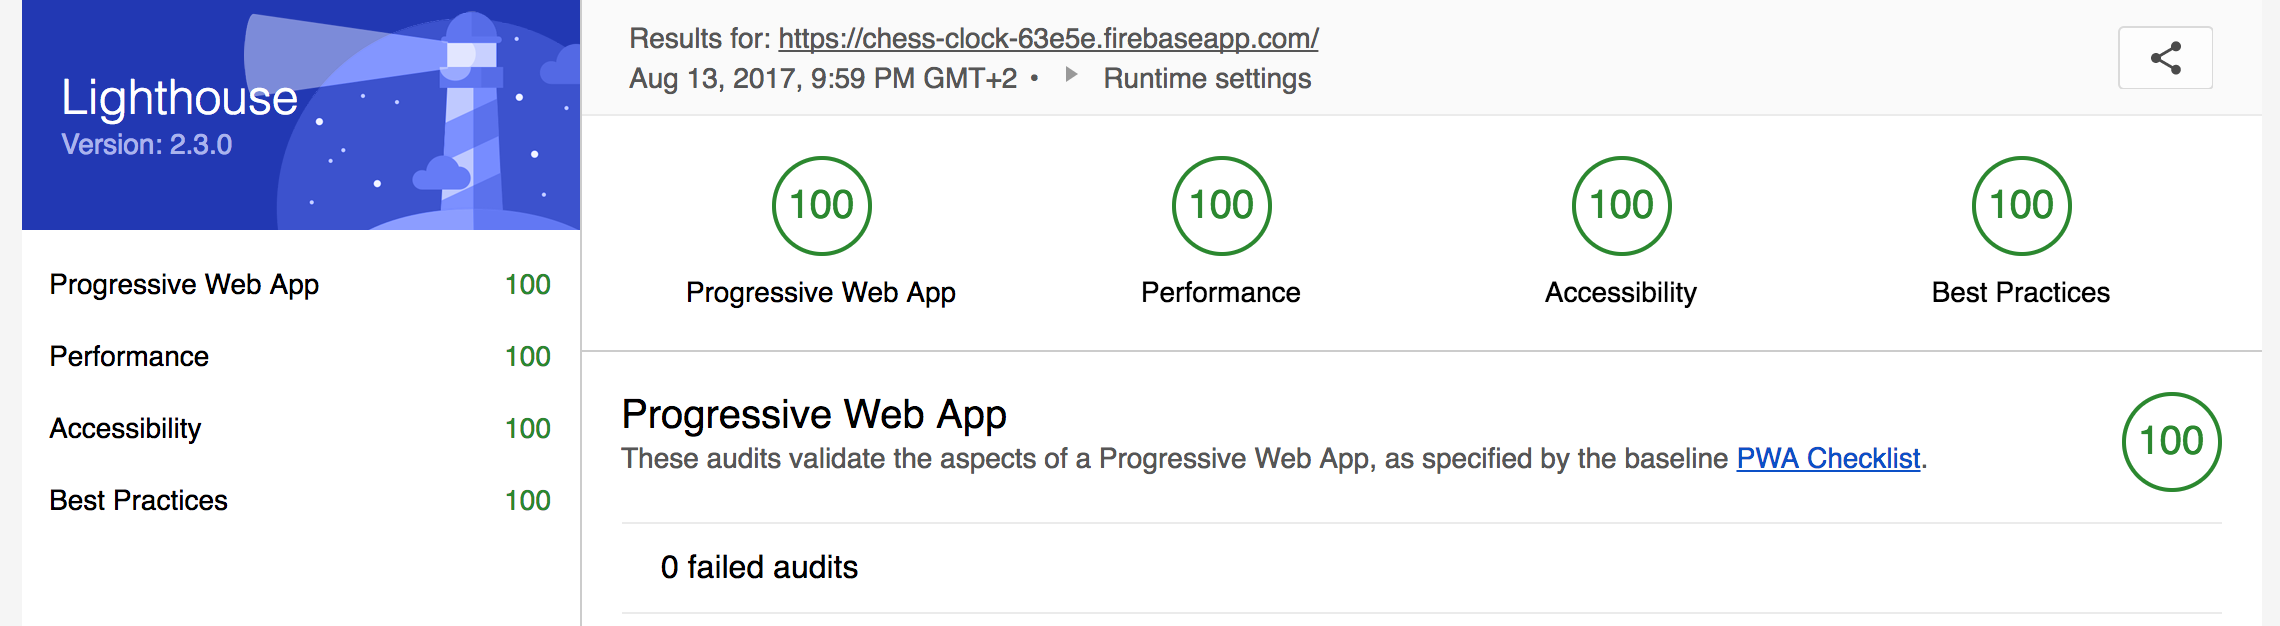 Lighthouse
Version: 2.3.0
Progressive Web App 100
Performance 100
Accessibility 100
Best Practices 100
Results for: https://chess-clock-63e5e.firebaseapp.com/
Aug 13, 2017, 9:59 PM GMT+2 • Runtime settings
100 100 100 100
Progressive Web App Performance Accessibility Best Practices
Progressive Web App
These audits validate the aspects of a Progressive Web App, as specified by the baseline PWA Checklist.
100
0 failed audits